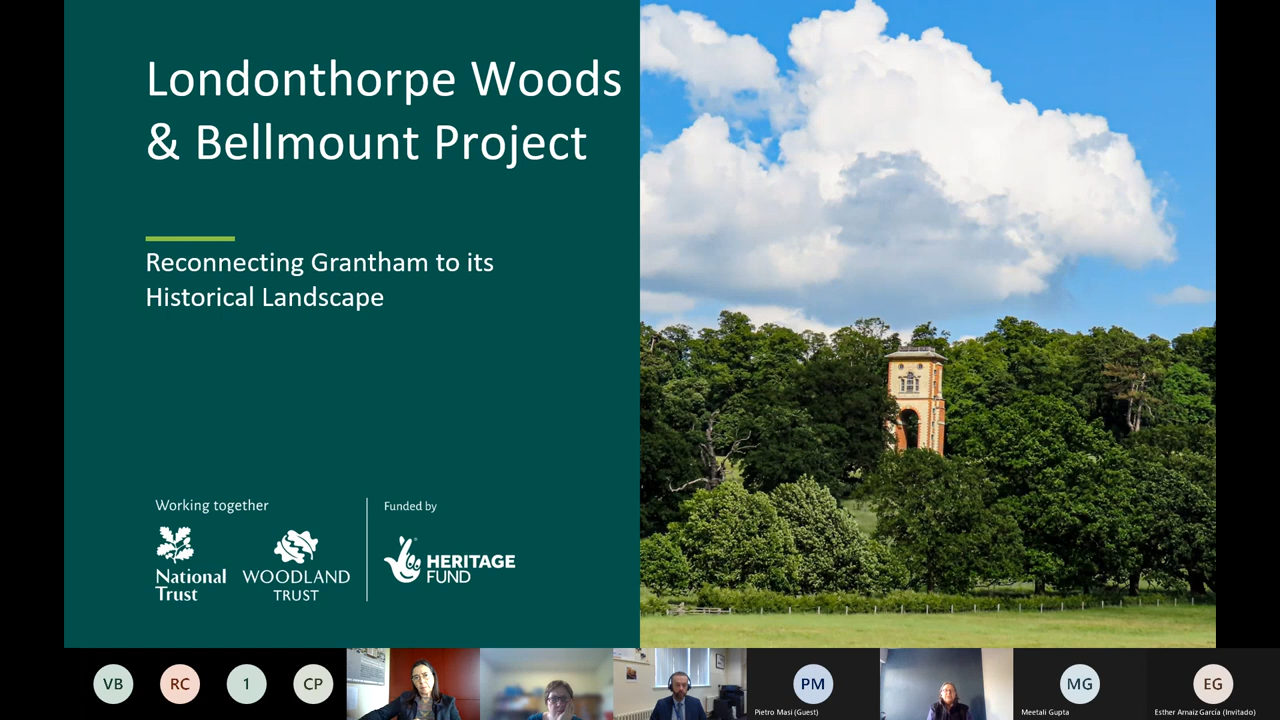 Londonthorpe Woods
& Bellmount Project
Reconnecting Grantham to its
Historical Landscape
Working together
Funded by
National
Trust
WOODLAND
TRUST
HERITAGE
FUND
VB
RC
1
CP
PM
Pietro Masi (Guest)
MG
Meetali Gupta
EG
Esther Arnaiz García (Invitado)